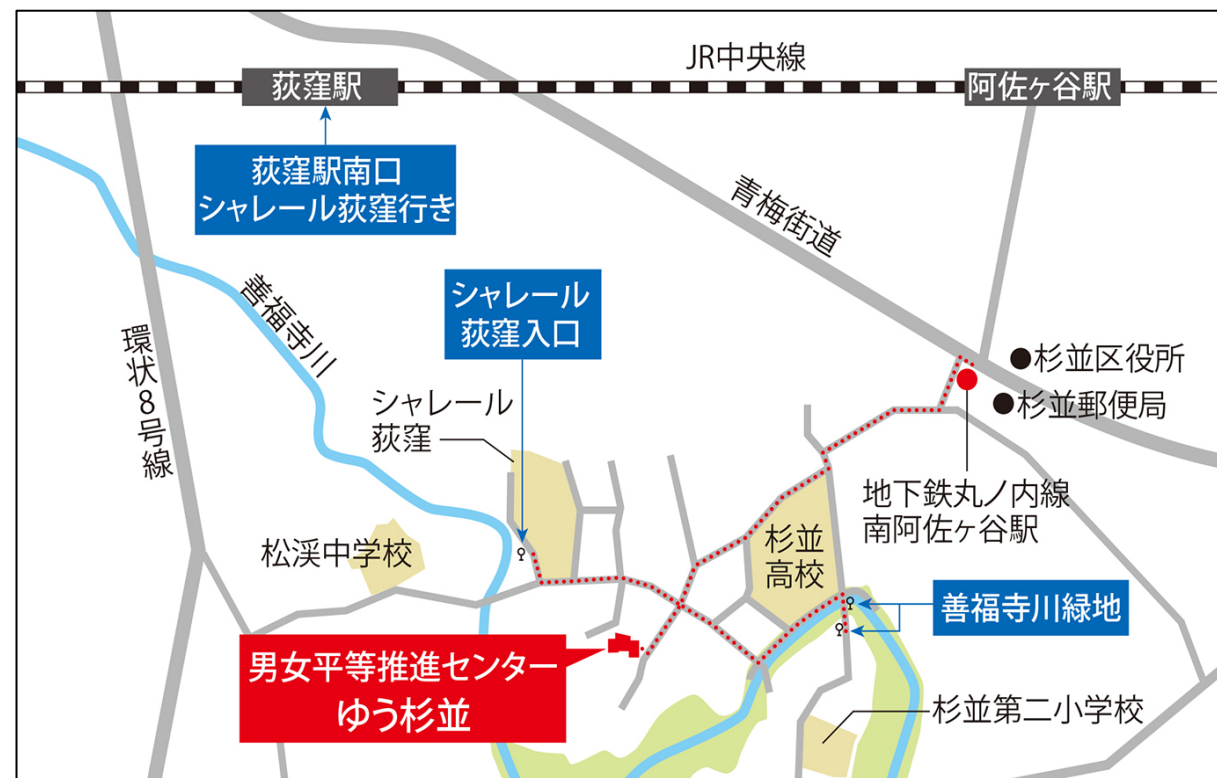 JR中央線
荻窪駅
阿佐ヶ谷駅
荻窪駅南口
シャレール荻窪行き
青梅街道
善福寺川
シャレール
荻窪入口
環状8号線
杉並区役所
シャレール
荻窪
杉並郵便局
地下鉄丸ノ内線
南阿佐ヶ谷駅
松渓中学校
杉並
高校
善福寺川緑地
男女平等推進センター
ゆう杉並
杉並第二小学校